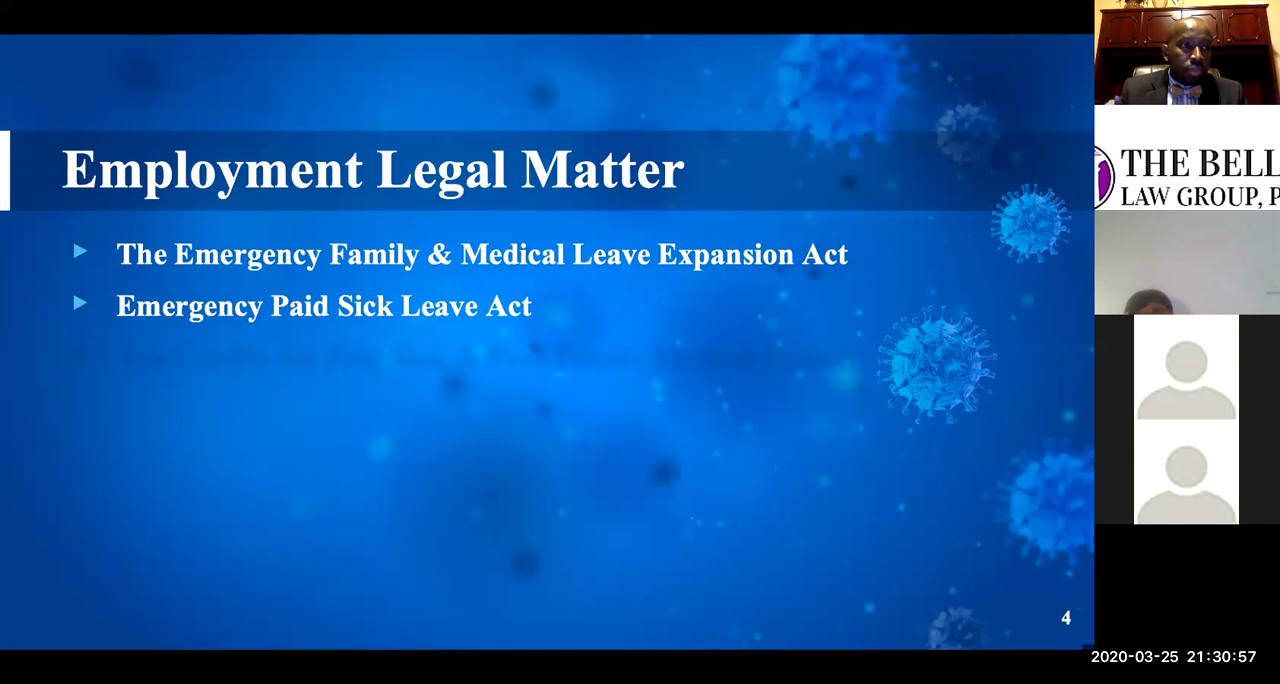 Employment Legal Matter
The Emergency Family & Medical Leave Expansion Act
Emergency Paid Sick Leave Act
4
THE BELL
LAW GROUP, P
2020-03-25 21:30:57